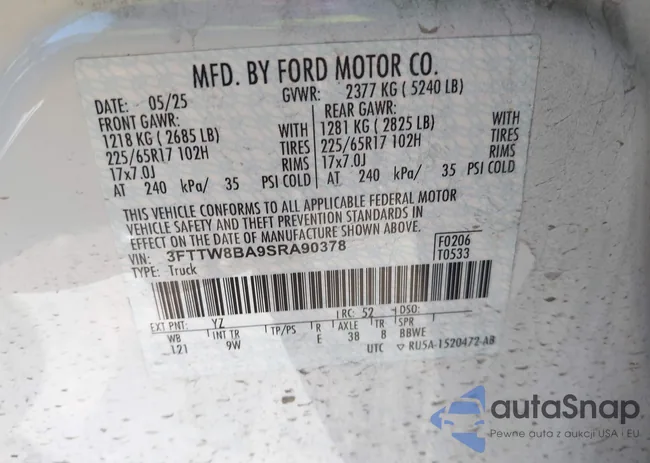 MFD. BY FORD MOTOR CO.
DATE: 05/25 GVWR: 2377 KG ( 5240 LB)
FRONT GAWR: REAR GAWR:
1218 KG ( 2685 LB) WITH 1281 KG ( 2825 LB) WITH
225/65R17 102H TIRES 225/65R17 102H TIRES
17x7.0J RIMS 17x7.0J RIMS
AT 240 kPa/ 35 PSI COLD AT 240 kPa/ 35 PSI COLD
THIS VEHICLE CONFORMS TO ALL APPLICABLE FEDERAL MOTOR
VEHICLE SAFETY AND THEFT PREVENTION STANDARDS IN
EFFECT ON THE DATE OF MANUFACTURE SHOWN ABOVE.
VIN: 3FTTW8BA9SRA90378 F0206
TYPE: Truck T0533
EXT PNT: YZ RC: 52 DSO:
WB INT TR TP/PS R AXLE TR SPR
121 9W E 38 8 BBWE
UTC RU5A-1520472-AB
autaSnap
Pewne auta z aukcji USA i EU